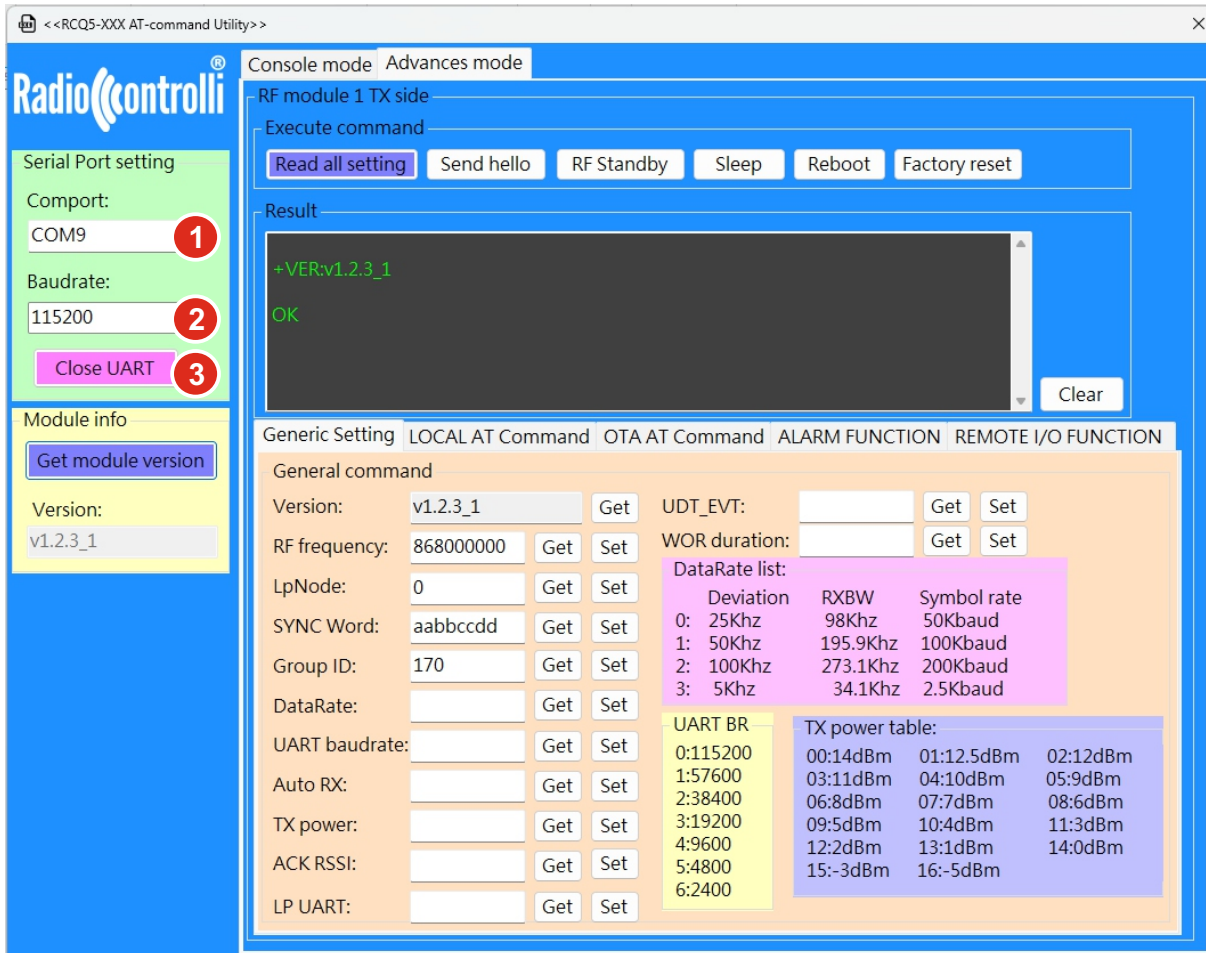 <<RCQ5-XXX AT-command Utility>>
Radiocontrolli®
Serial Port setting
Comport:
COM9
1
Baudrate:
115200
2
Close UART
3
Module info
Get module version
Version:
v1.2.3_1
Console mode Advances mode
RF module 1 TX side
Execute command
Read all setting Send hello RF Standby Sleep Reboot Factory reset
Result
+VER:v1.2.3_1
OK
Clear
Generic Setting LOCAL AT Command OTA AT Command ALARM FUNCTION REMOTE I/O FUNCTION
General command
Version: v1.2.3_1 Get
RF frequency: 868000000 Get Set
LpNode: 0 Get Set
SYNC Word: aabbccdd Get Set
Group ID: 170 Get Set
DataRate: Get Set
UART baudrate: Get Set
Auto RX: Get Set
TX power: Get Set
ACK RSSI: Get Set
LP UART: Get Set
UDT_EVT: Get Set
WOR duration: Get Set
DataRate list:
Deviation RXBW Symbol rate
0: 25Khz 98Khz 50Kbaud
1: 50Khz 195.9Khz 100Kbaud
2: 100Khz 273.1Khz 200Kbaud
3: 5Khz 34.1Khz 2.5Kbaud
UART BR
0:115200
1:57600
2:38400
3:19200
4:9600
5:4800
6:2400
TX power table:
00:14dBm 01:12.5dBm 02:12dBm
03:11dBm 04:10dBm 05:9dBm
06:8dBm 07:7dBm 08:6dBm
09:5dBm 10:4dBm 11:3dBm
12:2dBm 13:1dBm 14:0dBm
15:-3dBm 16:-5dBm